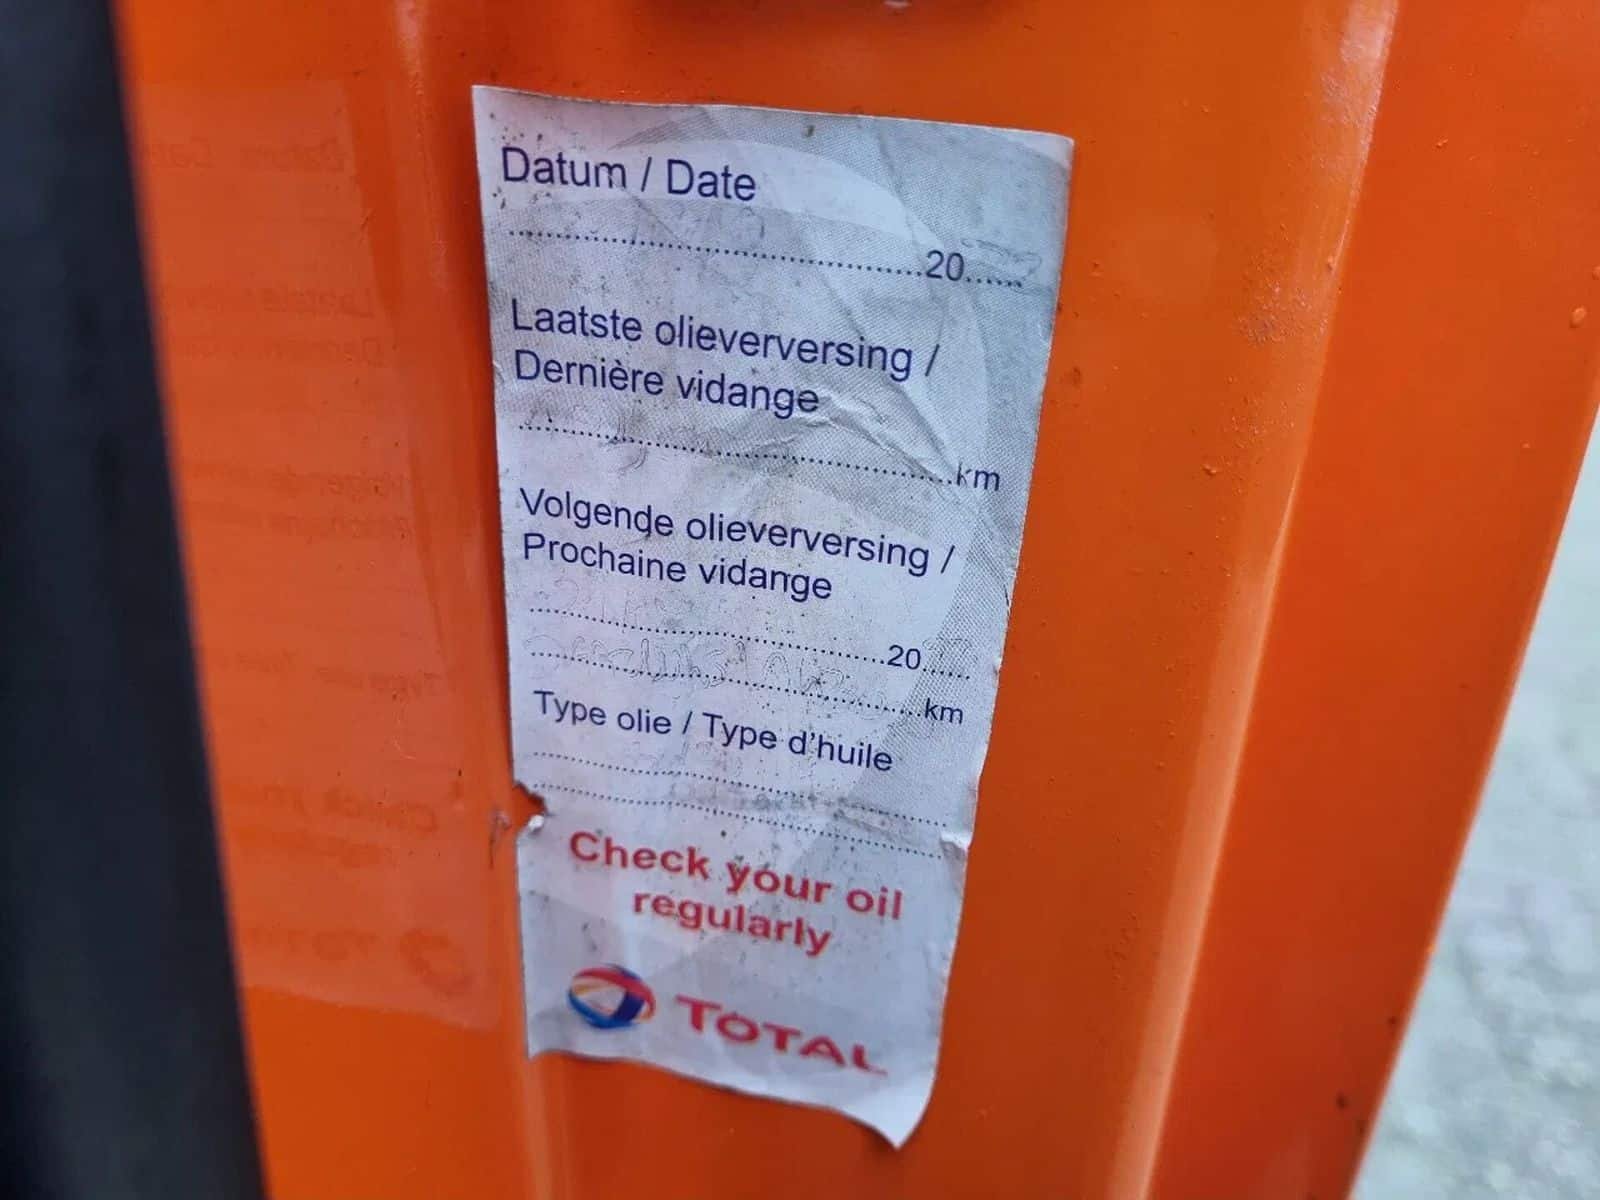 Datum / Date
....................................................20......
Laatste olieverversing /
Dernière vidange
....................................................km
Volgende olieverversing /
Prochaine vidange
............................................20......
................................................km
Type olie / Type d'huile
Check your oil
regularly
TOTAL